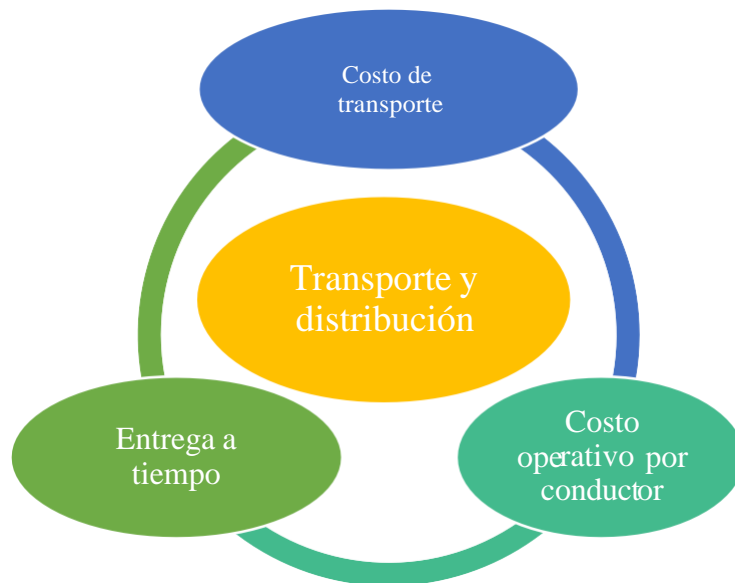 Costo de
transporte
Transporte y
distribución
Entrega a
tiempo
Costo
operativo por
conductor